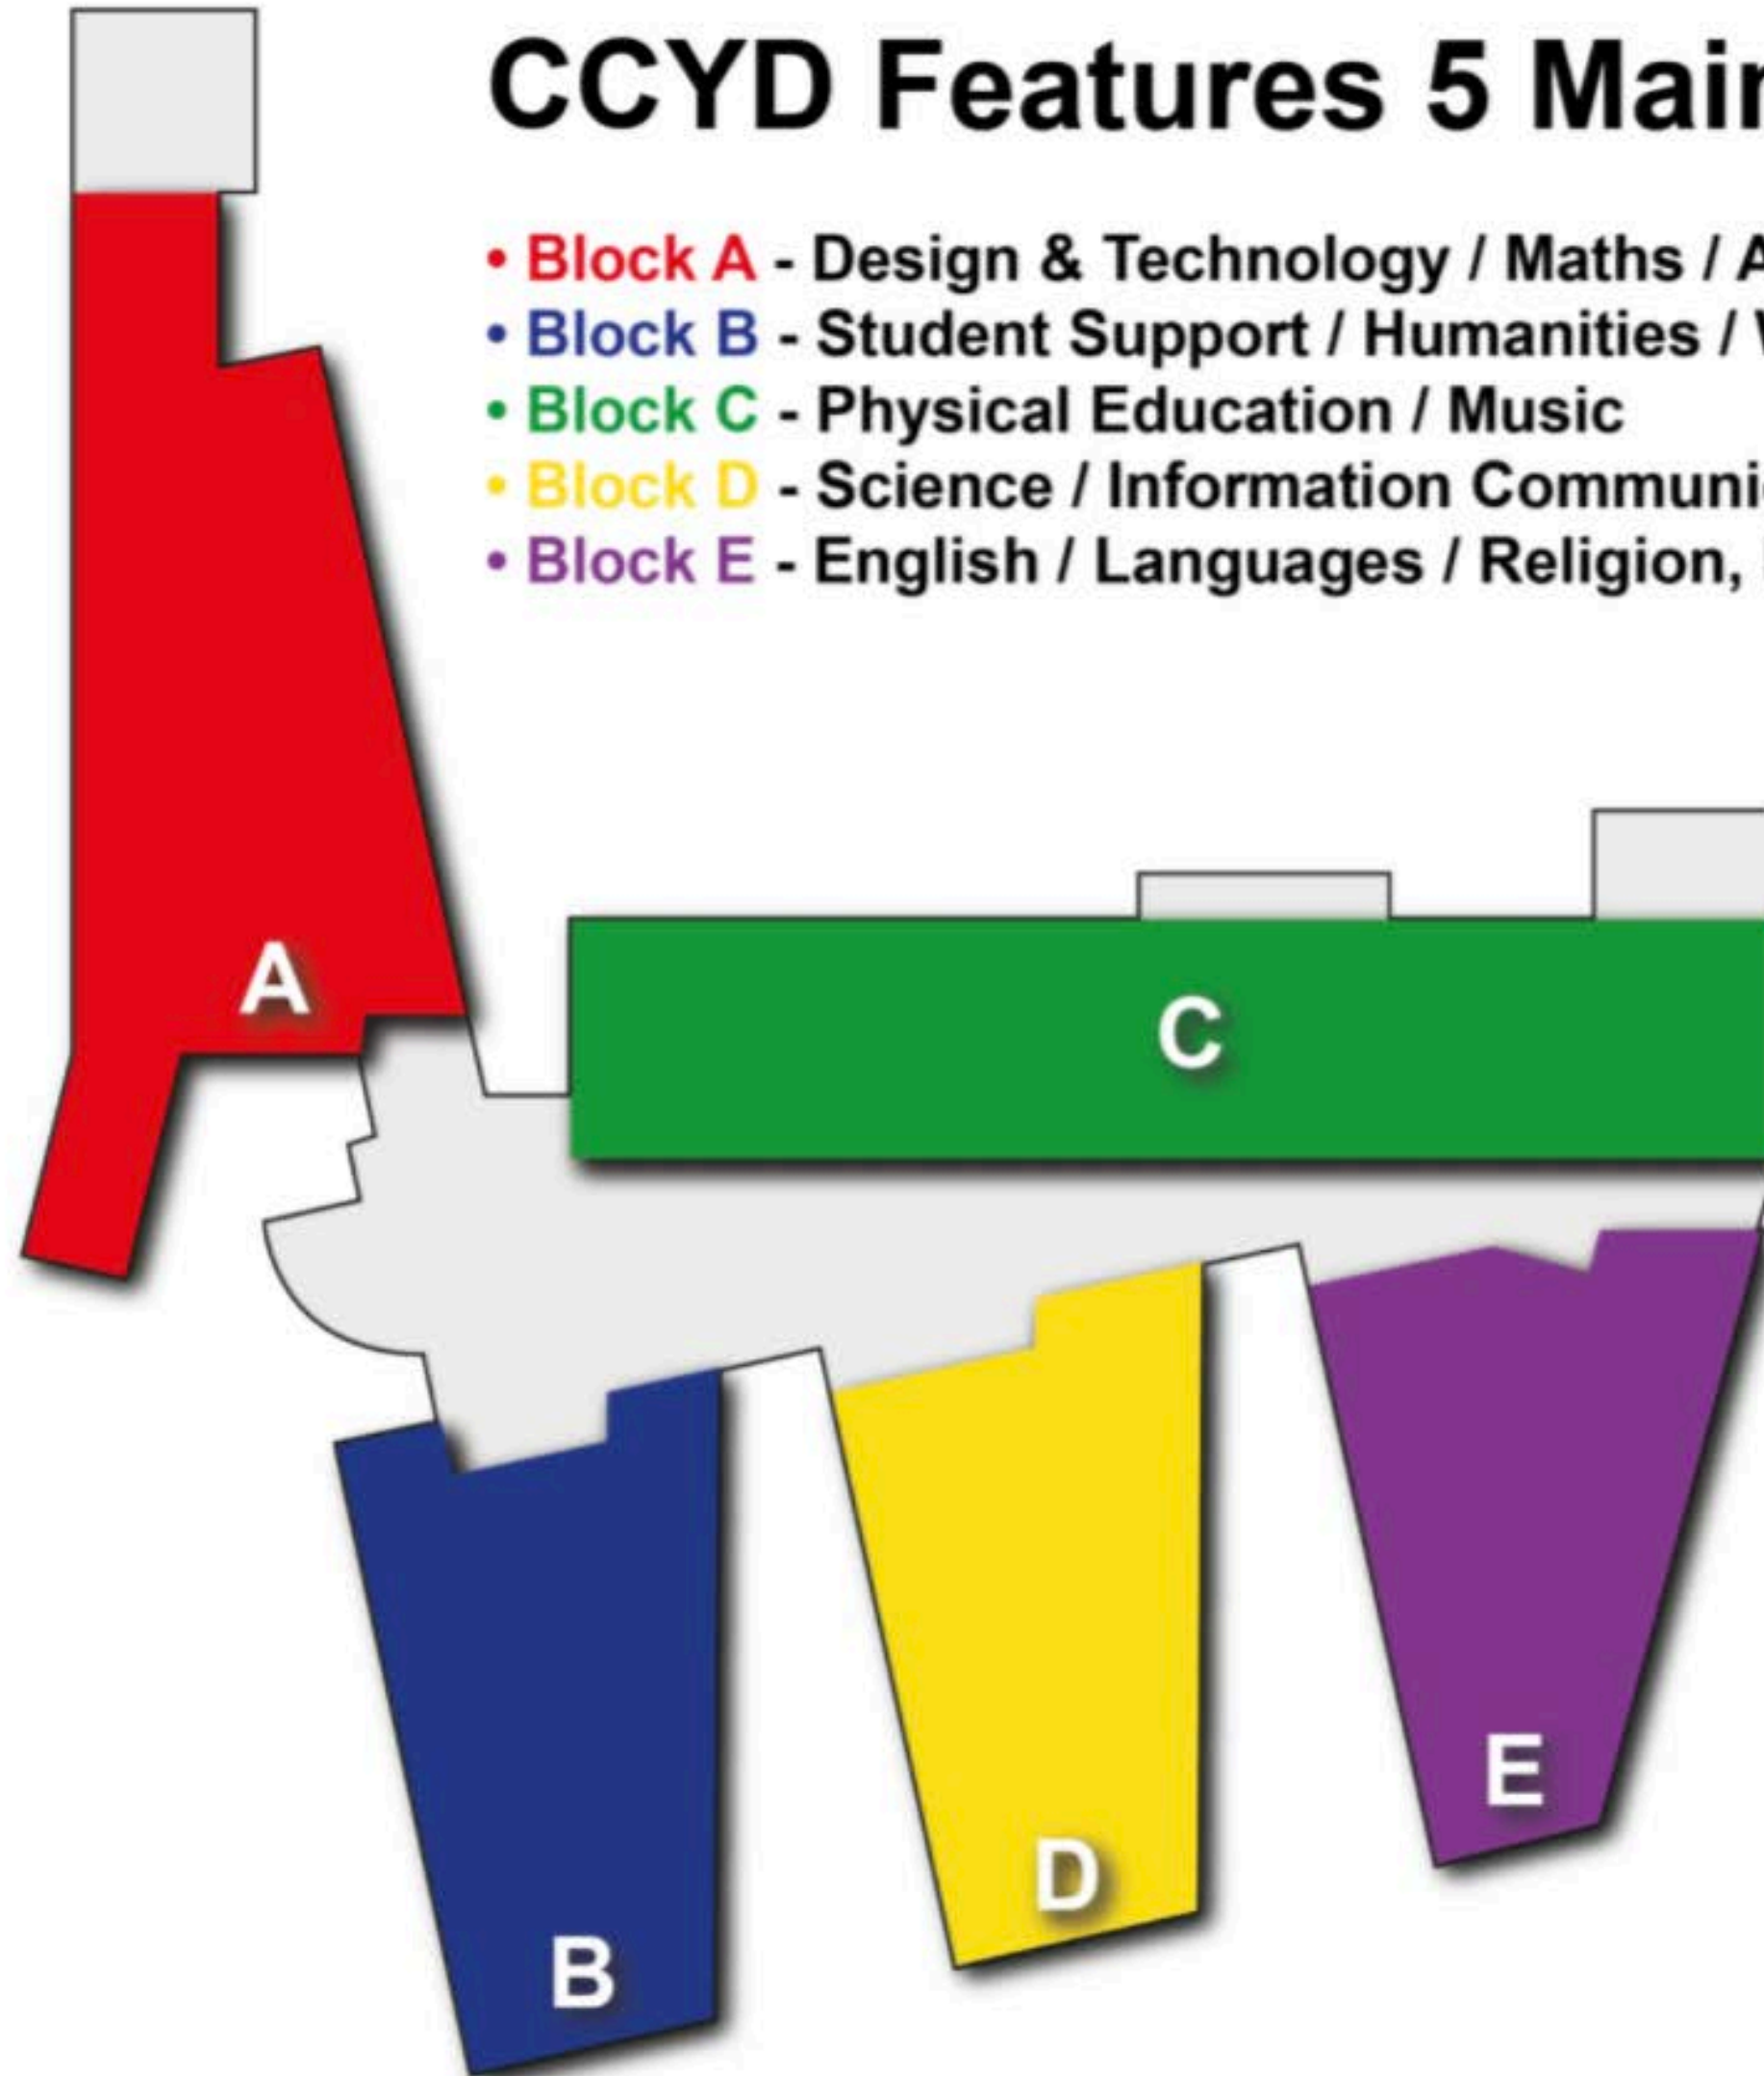 CCYD Features 5 Main
• Block A - Design & Technology / Maths / A
• Block B - Student Support / Humanities /
• Block C - Physical Education / Music
• Block D - Science / Information Communi
• Block E - English / Languages / Religion,
A
C
E
D
B